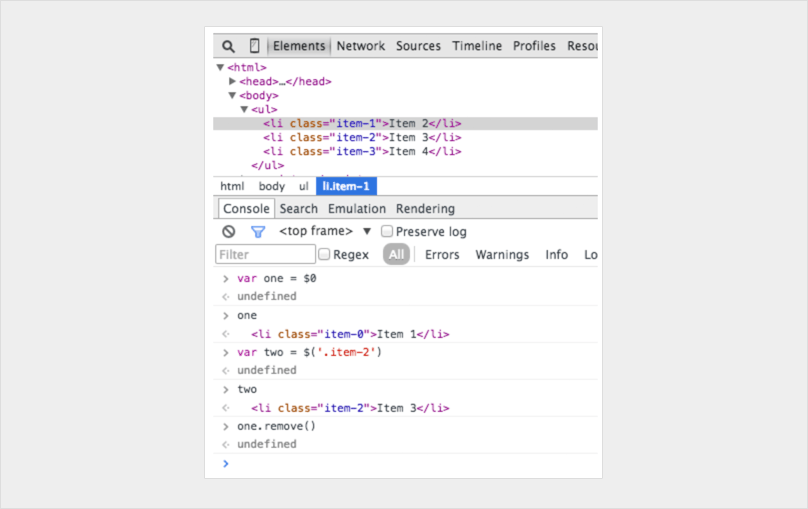 Elements Network Sources Timeline Profiles Resou
▼<html>
▶<head>…</head>
▼<body>
▼<ul>
<li class="item-1">Item 2</li>
<li class="item-2">Item 3</li>
<li class="item-3">Item 4</li>
</ul>
html body ul li.item-1
Console Search Emulation Rendering
<top frame> ▼ Preserve log
Filter Regex All Errors Warnings Info Lo
> var one = $0
<· undefined
> one
<· <li class="item-0">Item 1</li>
> var two = $('.item-2')
<· undefined
> two
<· <li class="item-2">Item 3</li>
> one.remove()
<· undefined
>